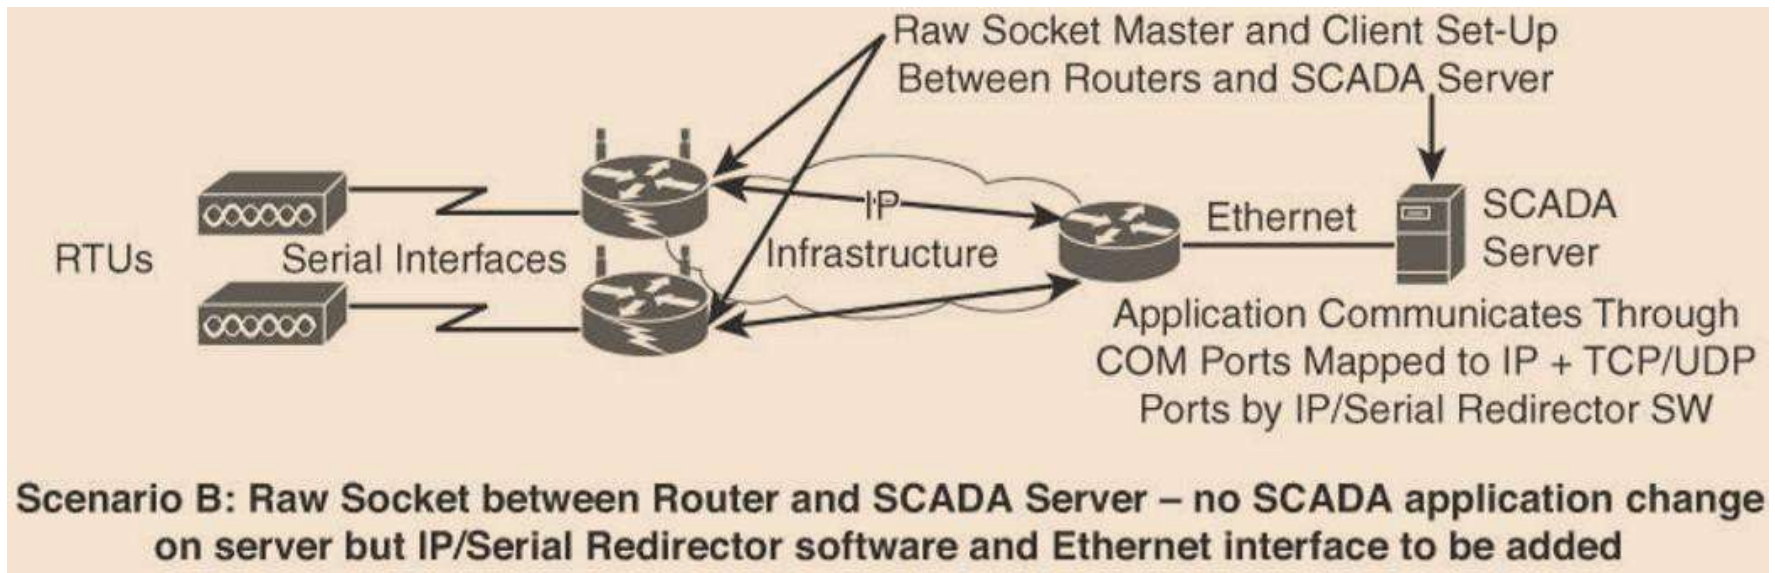 Raw Socket Master and Client Set-Up
Between Routers and SCADA Server
IP
Infrastructure
Ethernet
SCADA
Server
RTUs
Serial Interfaces
Application Communicates Through
COM Ports Mapped to IP + TCP/UDP
Ports by IP/Serial Redirector SW
Scenario B: Raw Socket between Router and SCADA Server – no SCADA application change
on server but IP/Serial Redirector software and Ethernet interface to be added